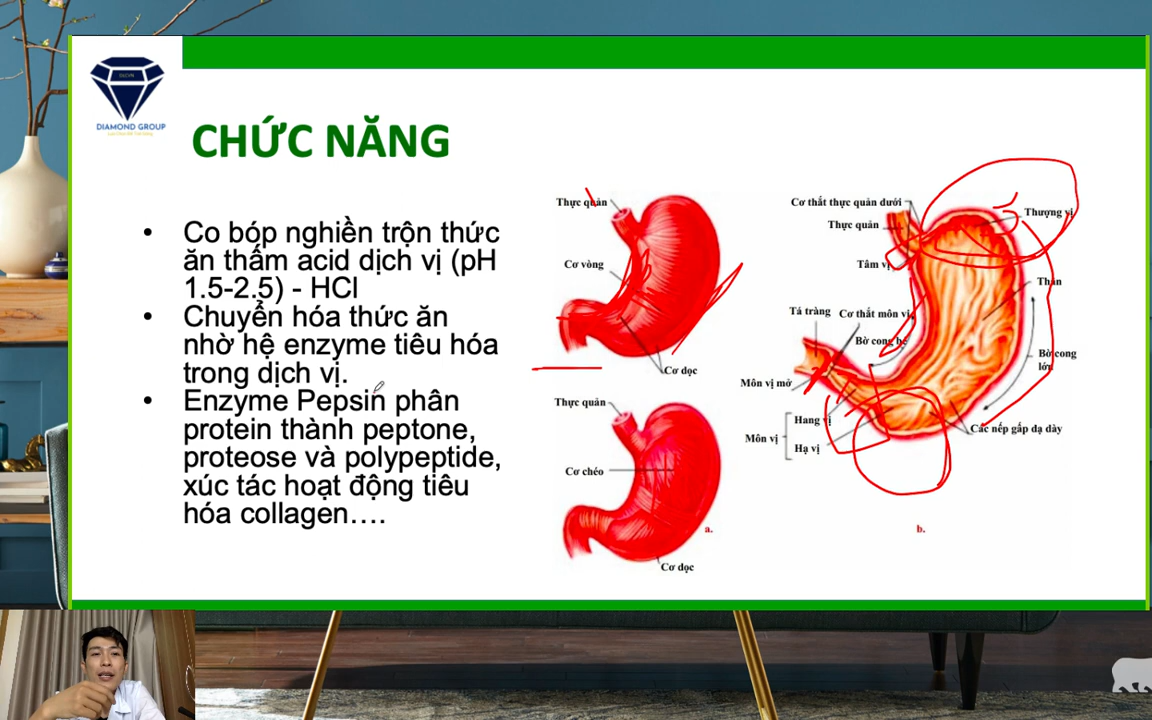 DIAMOND GROUP
CHỨC NĂNG
Co bóp nghiền trộn thức
ăn thấm acid dịch vị (pH
1.5-2.5) - HCl
Chuyển hóa thức ăn
nhờ hệ enzyme tiêu hóa
trong dịch vị.
Enzyme Pepsin phân
protein thành peptone,
proteose và polypeptide,
xúc tác hoạt động tiêu
hóa collagen….
Thực quản
Cơ vòng
Cơ dọc
Thực quản
Cơ chéo
a.
Cơ dọc
Cơ thắt thực quản dưới
Thực quản
Thượng vị
Tâm vị
Thân
Tá tràng
Cơ thắt môn vị
Bờ cong bé
Bờ cong
lớn
Môn vị mở
Hang vị
Môn vị
Hạ vị
Các nếp gấp dạ dày
b.